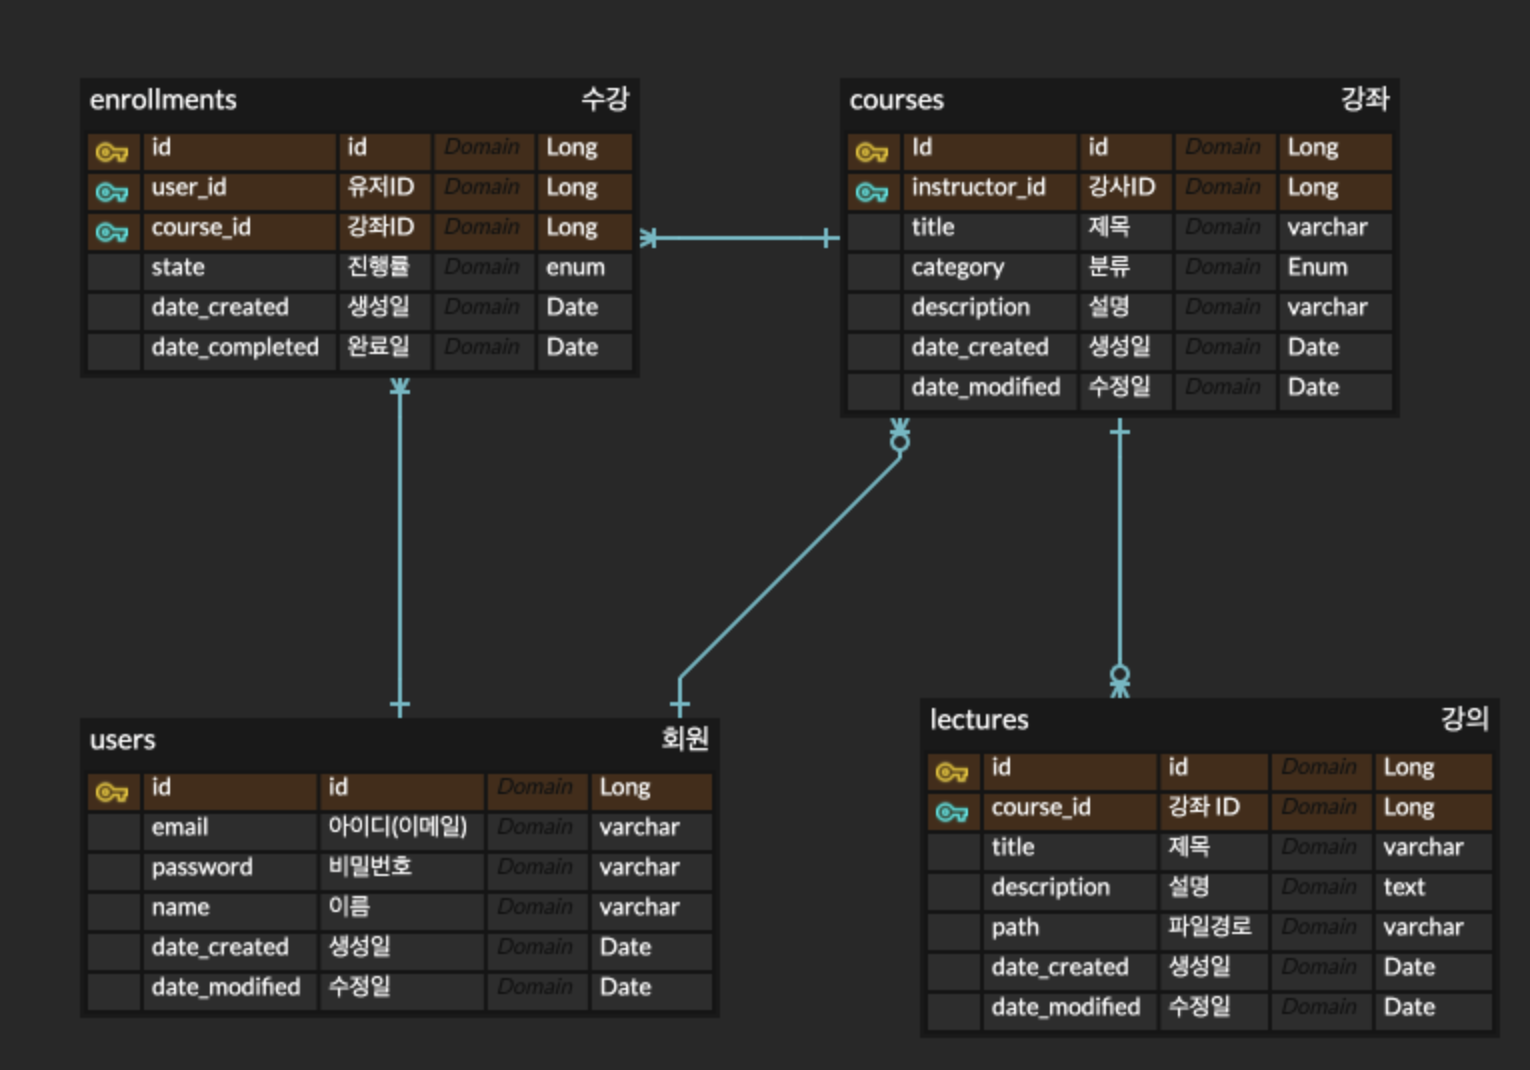 enrollments 수강
id id Domain Long
user_id 유저ID Domain Long
course_id 강좌ID Domain Long
state 진행률 Domain enum
date_created 생성일 Domain Date
date_completed 완료일 Domain Date
courses 강좌
Id id Domain Long
instructor_id 강사ID Domain Long
title 제목 Domain varchar
category 분류 Domain Enum
description 설명 Domain varchar
date_created 생성일 Domain Date
date_modified 수정일 Domain Date
users 회원
id id Domain Long
email 아이디(이메일) Domain varchar
password 비밀번호 Domain varchar
name 이름 Domain varchar
date_created 생성일 Domain Date
date_modified 수정일 Domain Date
lectures 강의
id id Domain Long
course_id 강좌 ID Domain Long
title 제목 Domain varchar
description 설명 Domain text
path 파일경로 Domain varchar
date_created 생성일 Domain Date
date_modified 수정일 Domain Date